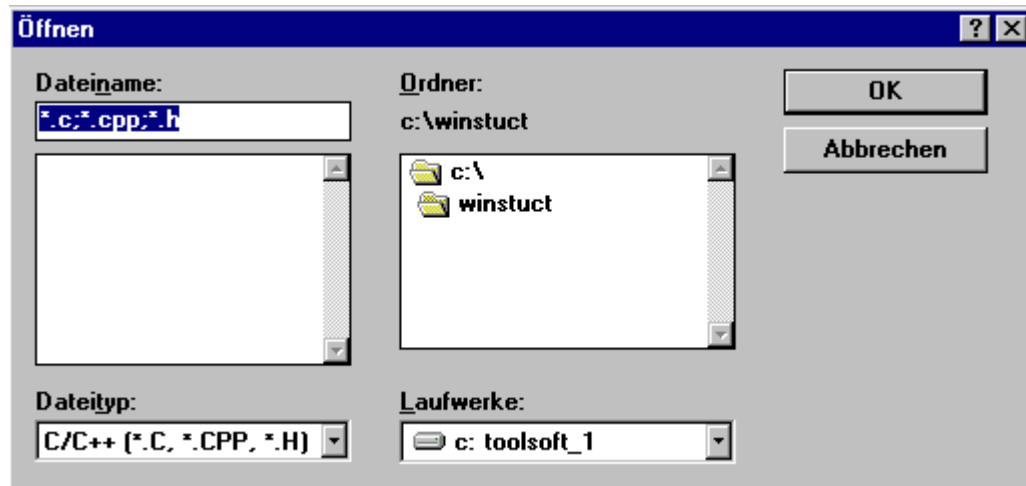 Öffnen
Dateiname:
*.c;*.cpp;*.h
Ordner:
c:\winstuct
c:\
winstuct
OK
Abbrechen
Dateityp:
C/C++ (*.C, *.CPP, *.H)
Laufwerke:
c: toolsoft_1